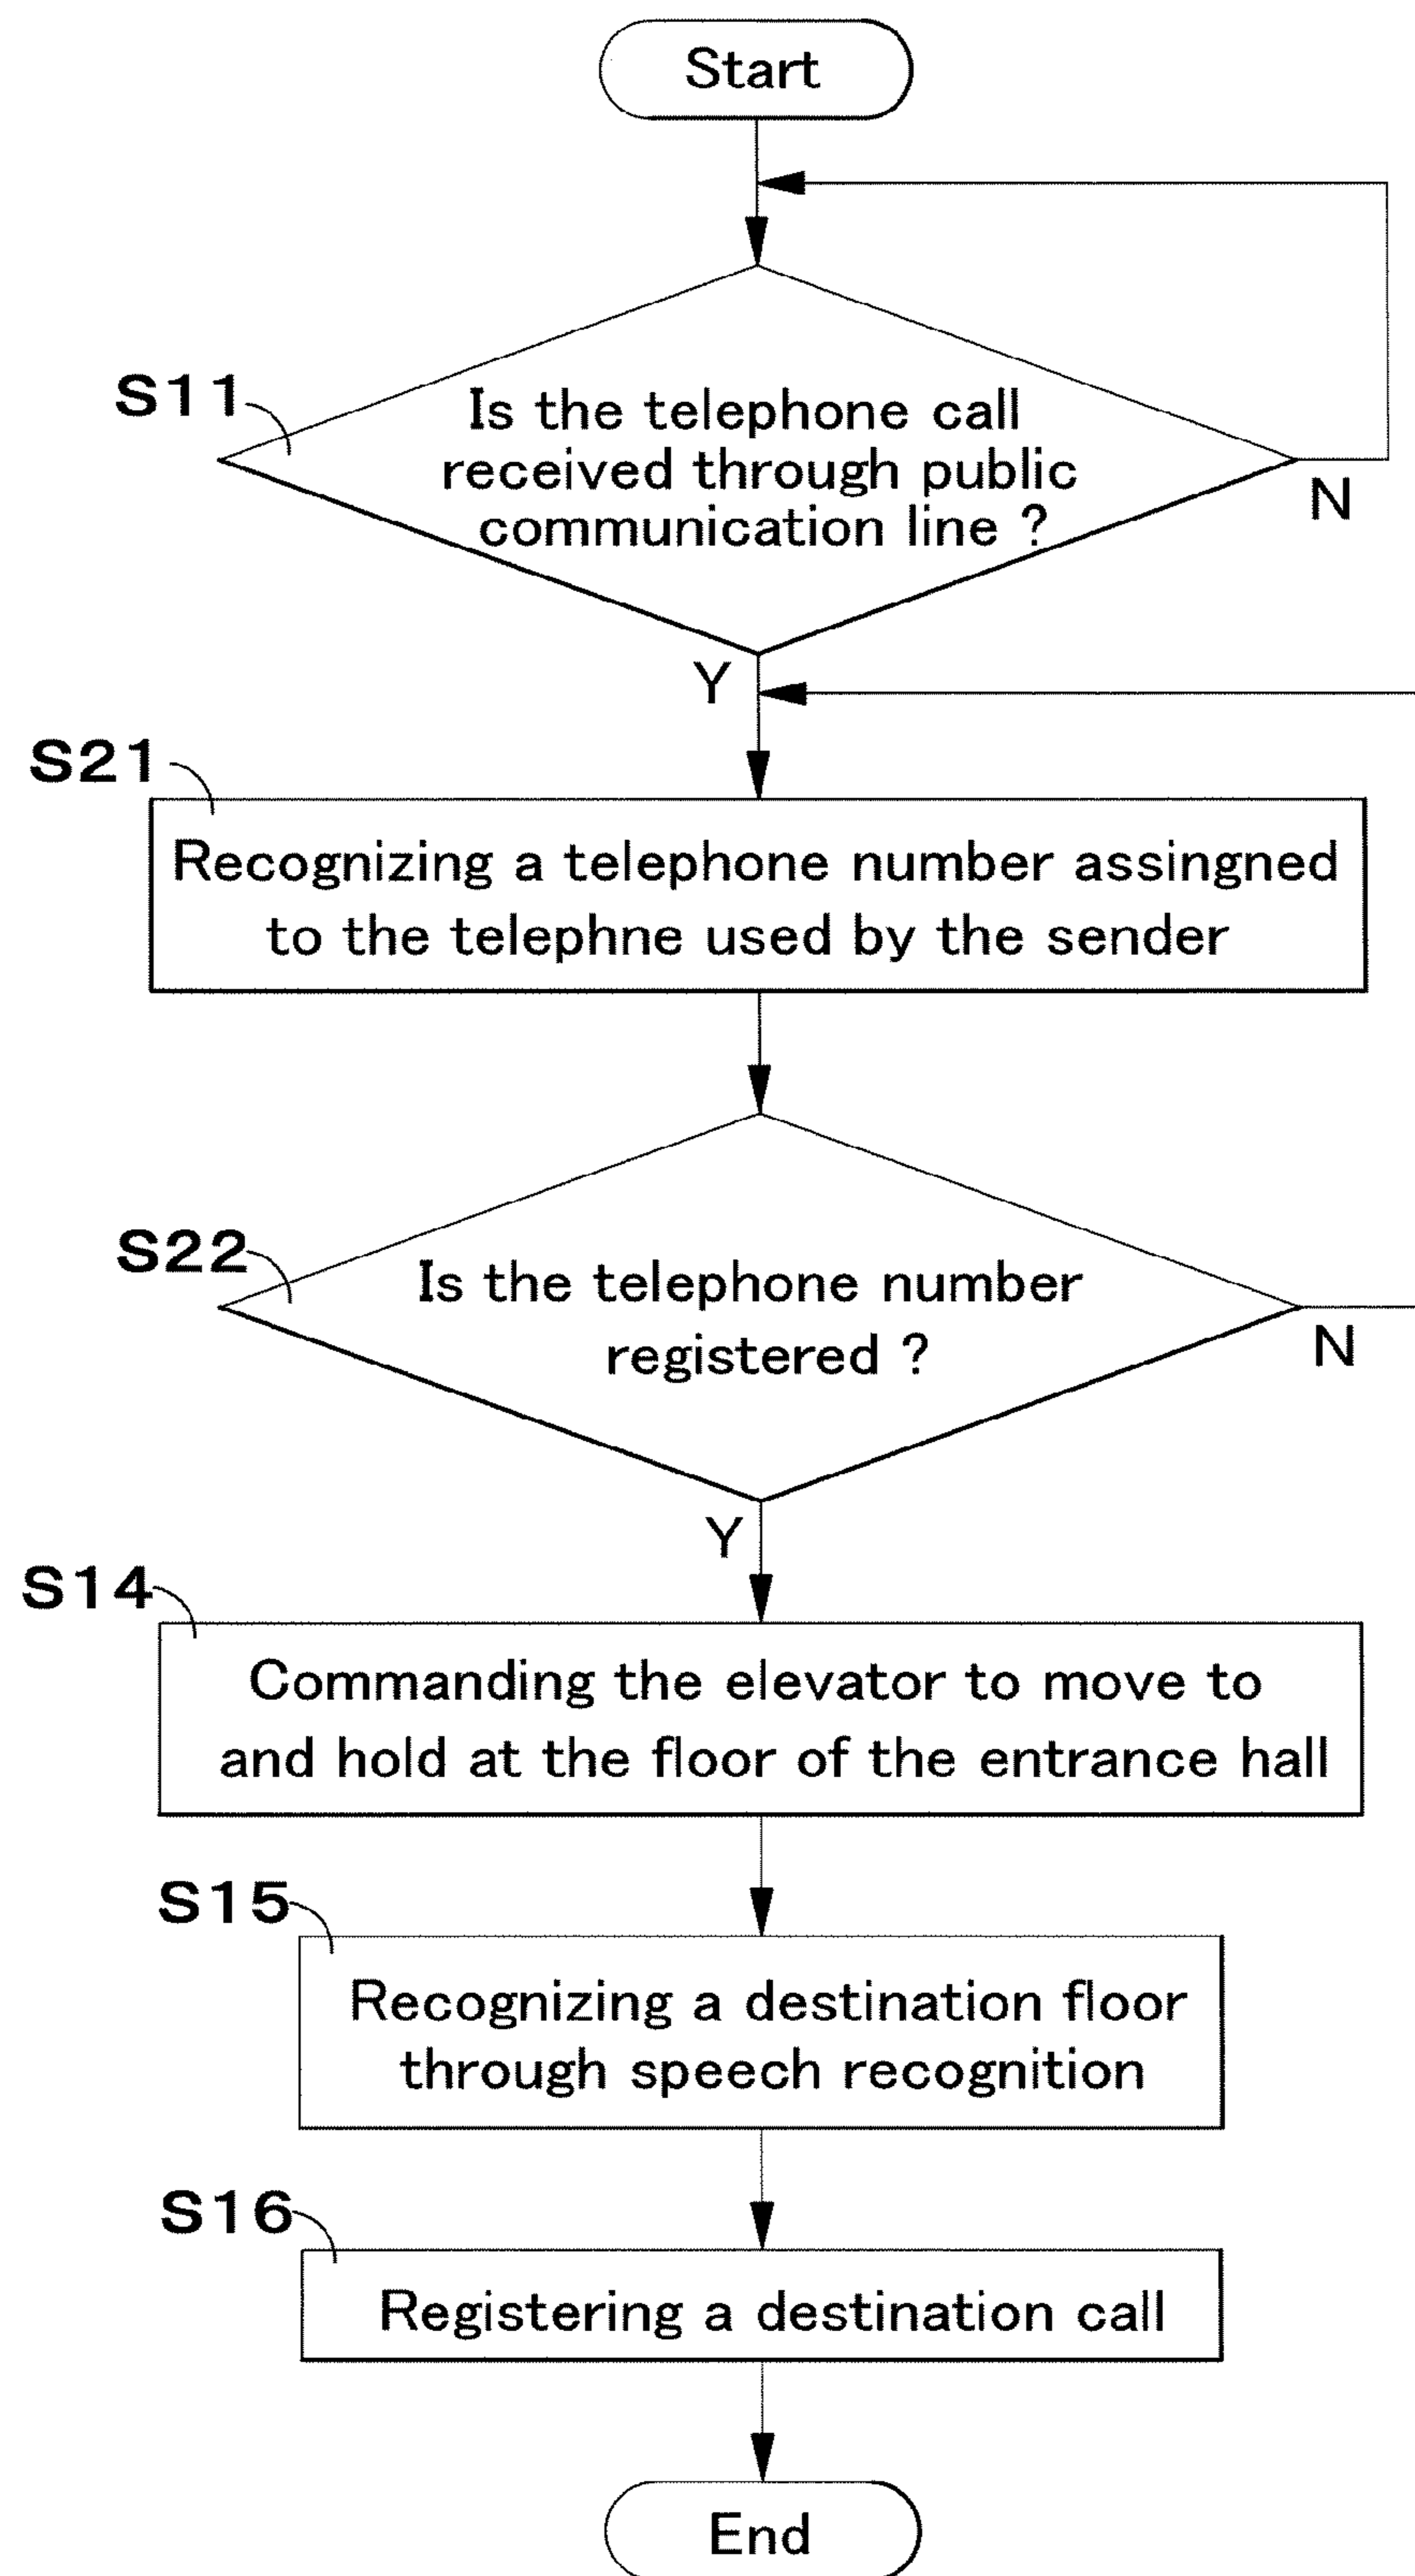 Start
S11
Is the telephone call
received through public
communication line ?
N
Y
S21
Recognizing a telephone number assingned
to the telephne used by the sender
S22
Is the telephone number
registered ?
N
Y
S14
Commanding the elevator to move to
and hold at the floor of the entrance hall
S15
Recognizing a destination floor
through speech recognition
S16
Registering a destination call
End